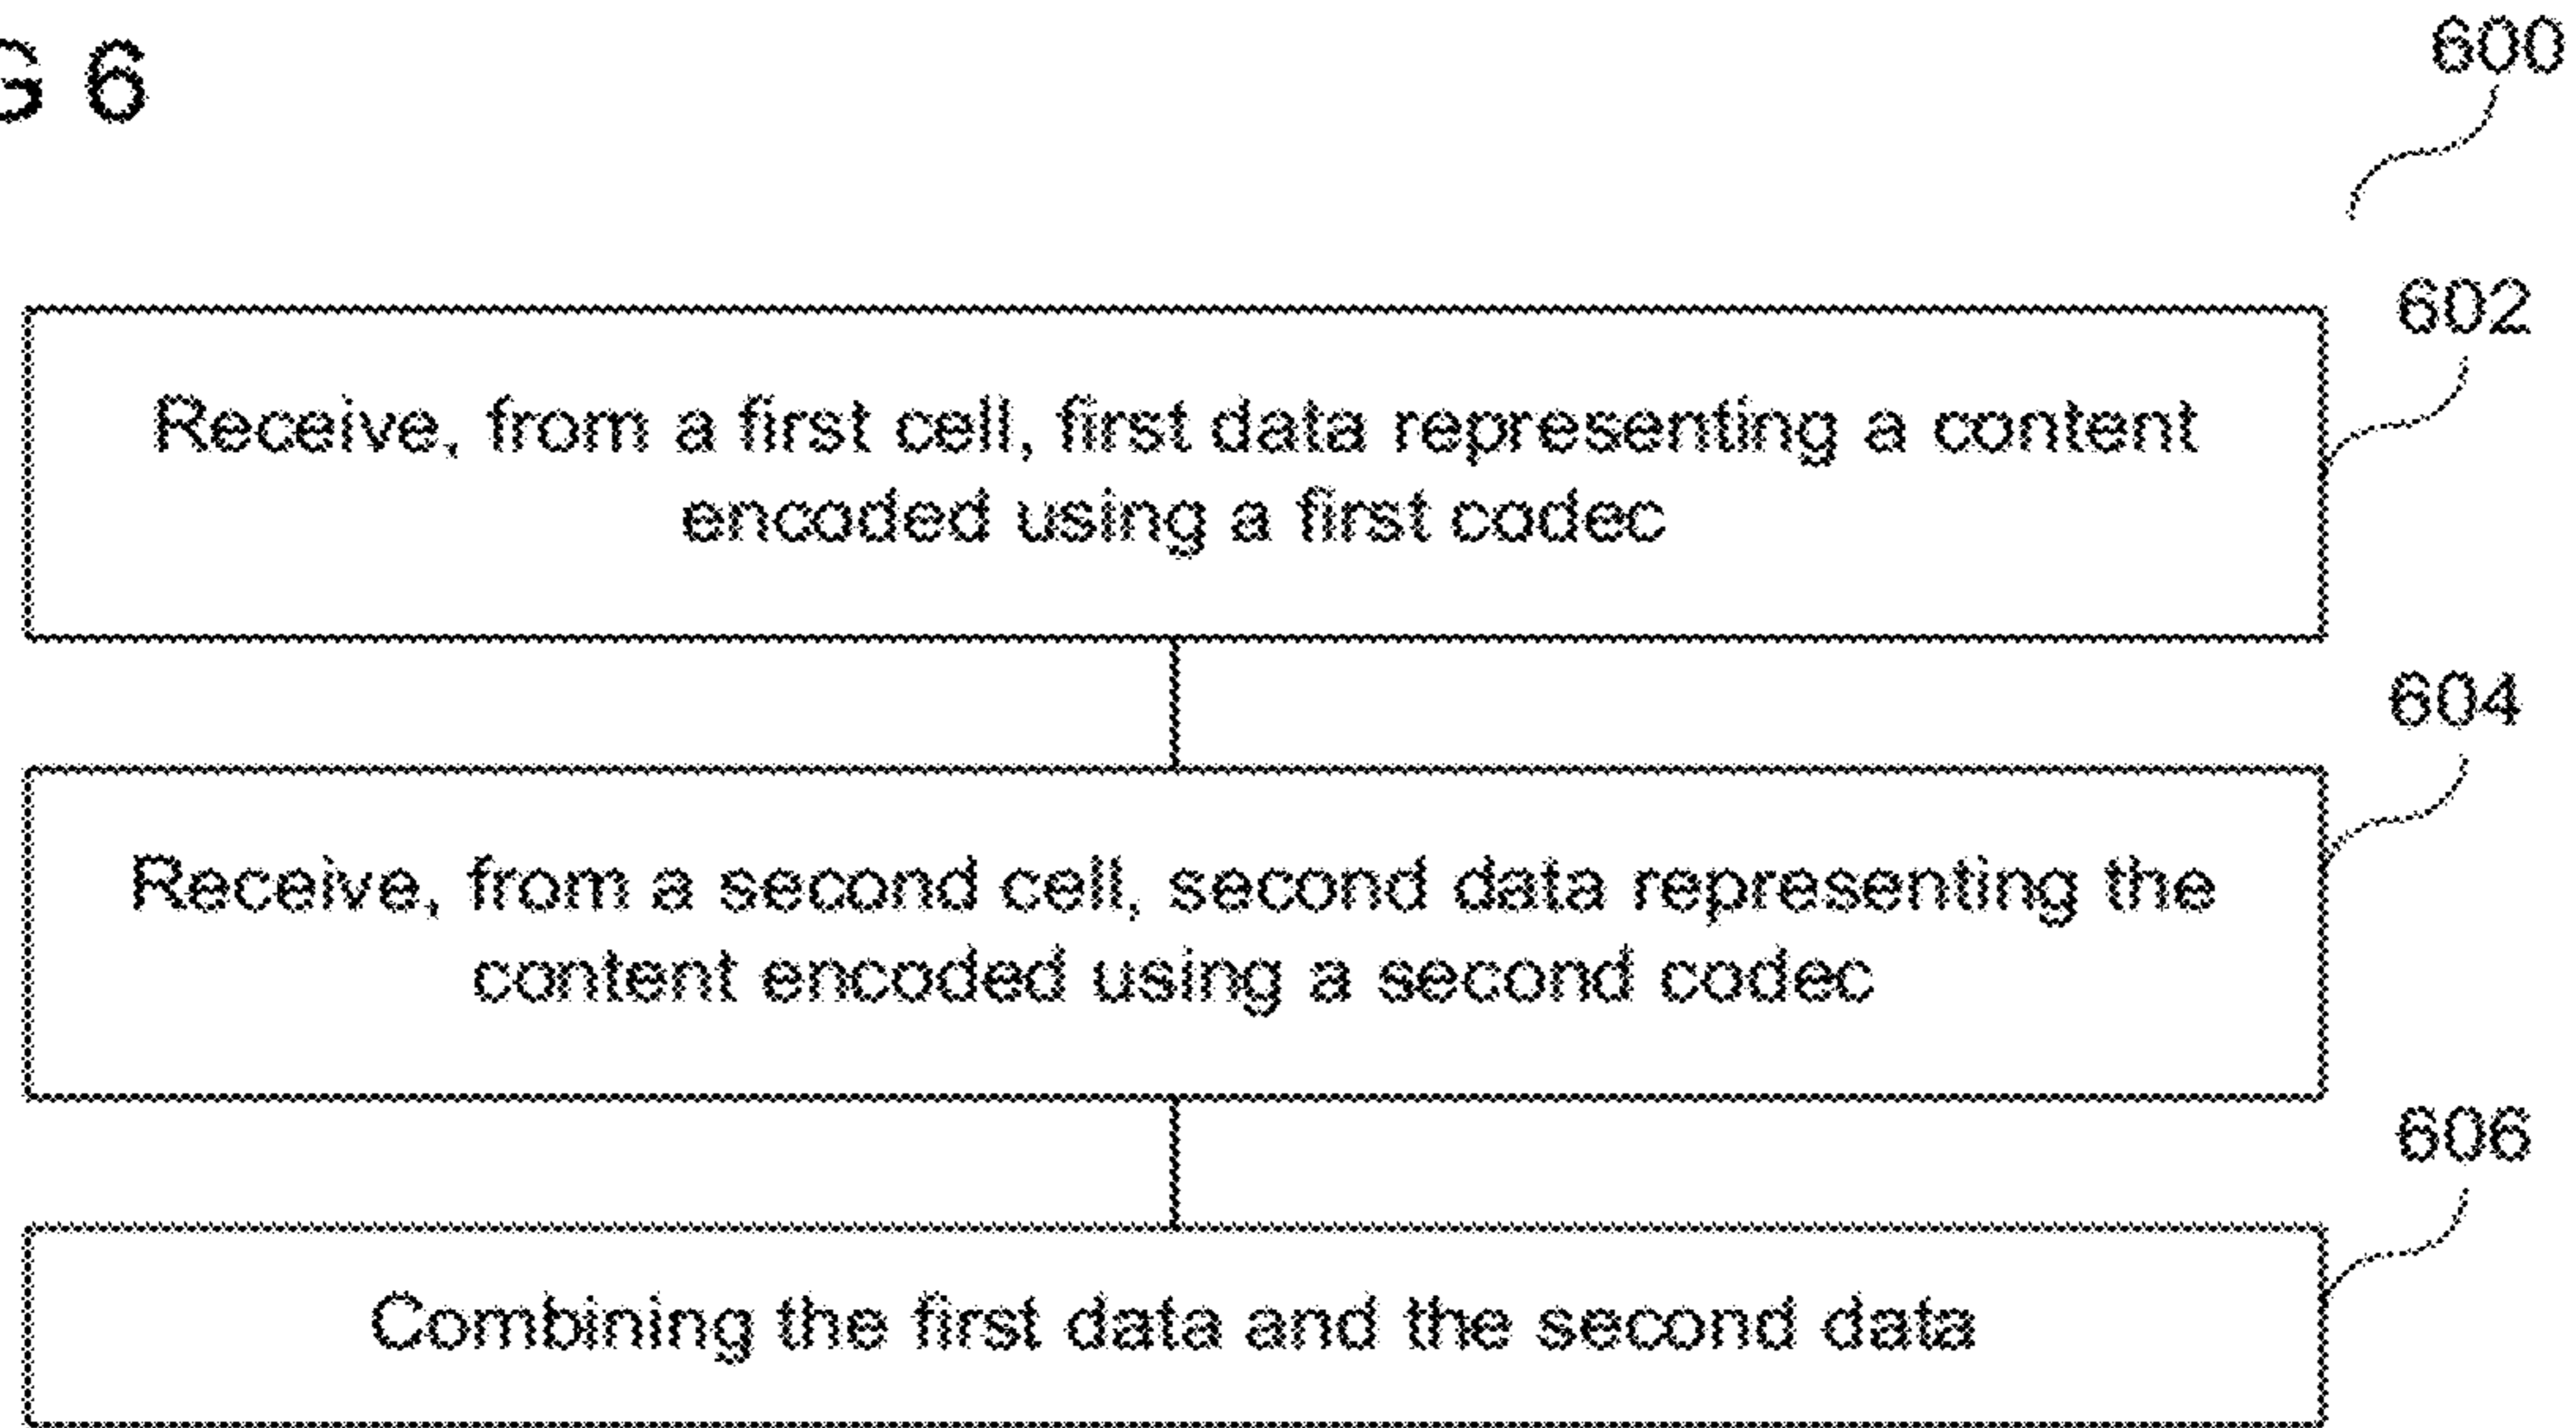 G 6
600
602
Receive, from a first cell, first data representing a content
encoded using a first codec
604
Receive, from a second cell, second data representing the
content encoded using a second codec
606
Combining the first data and the second data